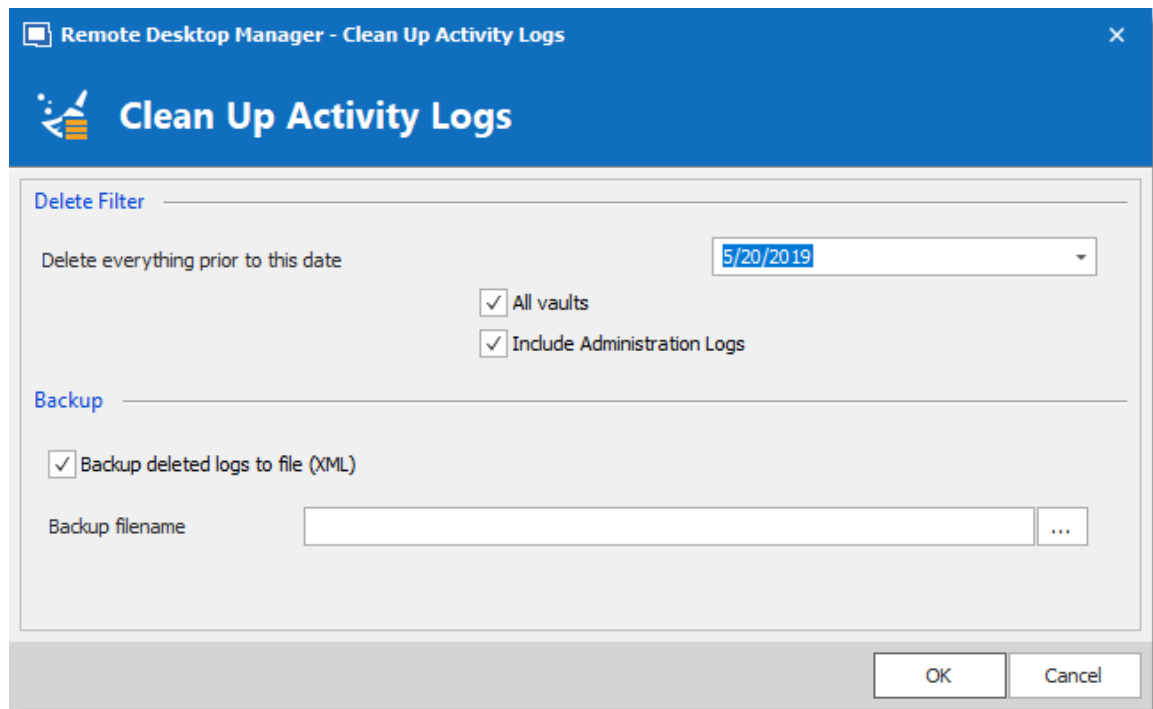 Remote Desktop Manager - Clean Up Activity Logs
Clean Up Activity Logs
Delete Filter
Delete everything prior to this date 5/20/2019
All vaults
Include Administration Logs
Backup
Backup deleted logs to file (XML)
Backup filename ...
OK Cancel